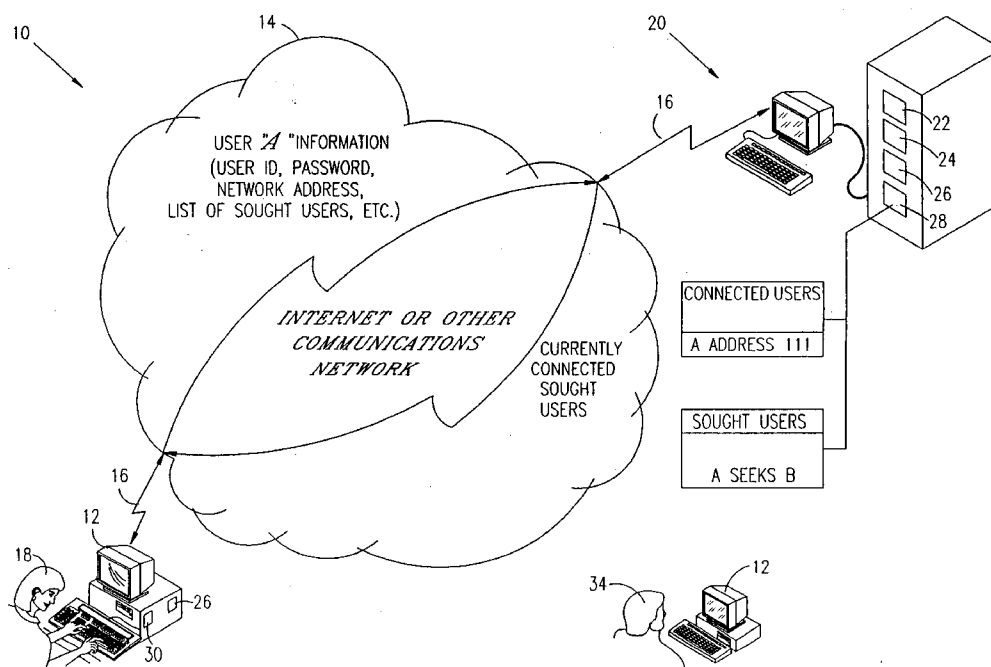 10
14
20
16
USER "A" INFORMATION
(USER ID, PASSWORD,
NETWORK ADDRESS,
LIST OF SOUGHT USERS, ETC.)
22
24
26
28
INTERNET OR OTHER
COMMUNICATIONS
NETWORK
CURRENTLY
CONNECTED
SOUGHT
USERS
CONNECTED USERS
A ADDRESS 111
SOUGHT USERS
A SEEKS B
16
12
18
26
30
34
12